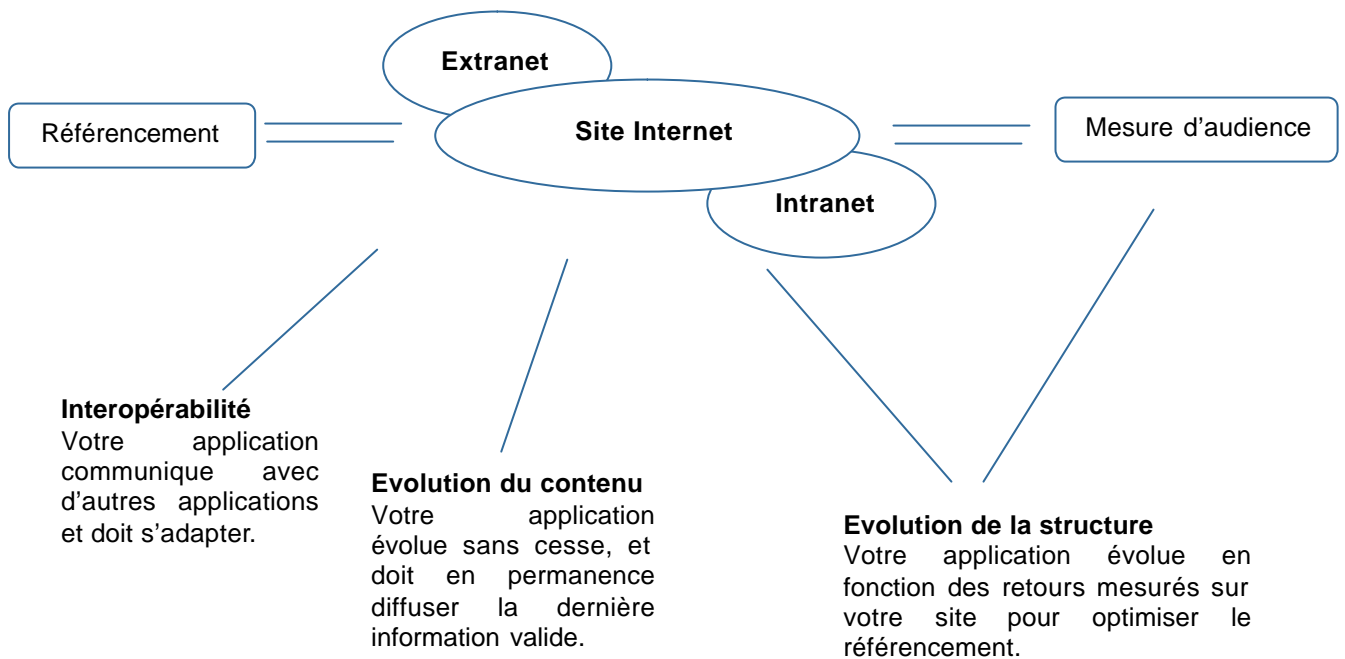 Extranet
Référencement
Site Internet
Mesure d'audience
Intranet
Interopérabilité
Votre application
communique avec
d'autres applications
et doit s'adapter.
Evolution du contenu
Votre application
évolue sans cesse, et
doit en permanence
diffuser la dernière
information valide.
Evolution de la structure
Votre application évolue en
fonction des retours mesurés sur
votre site pour optimiser le
référencement.